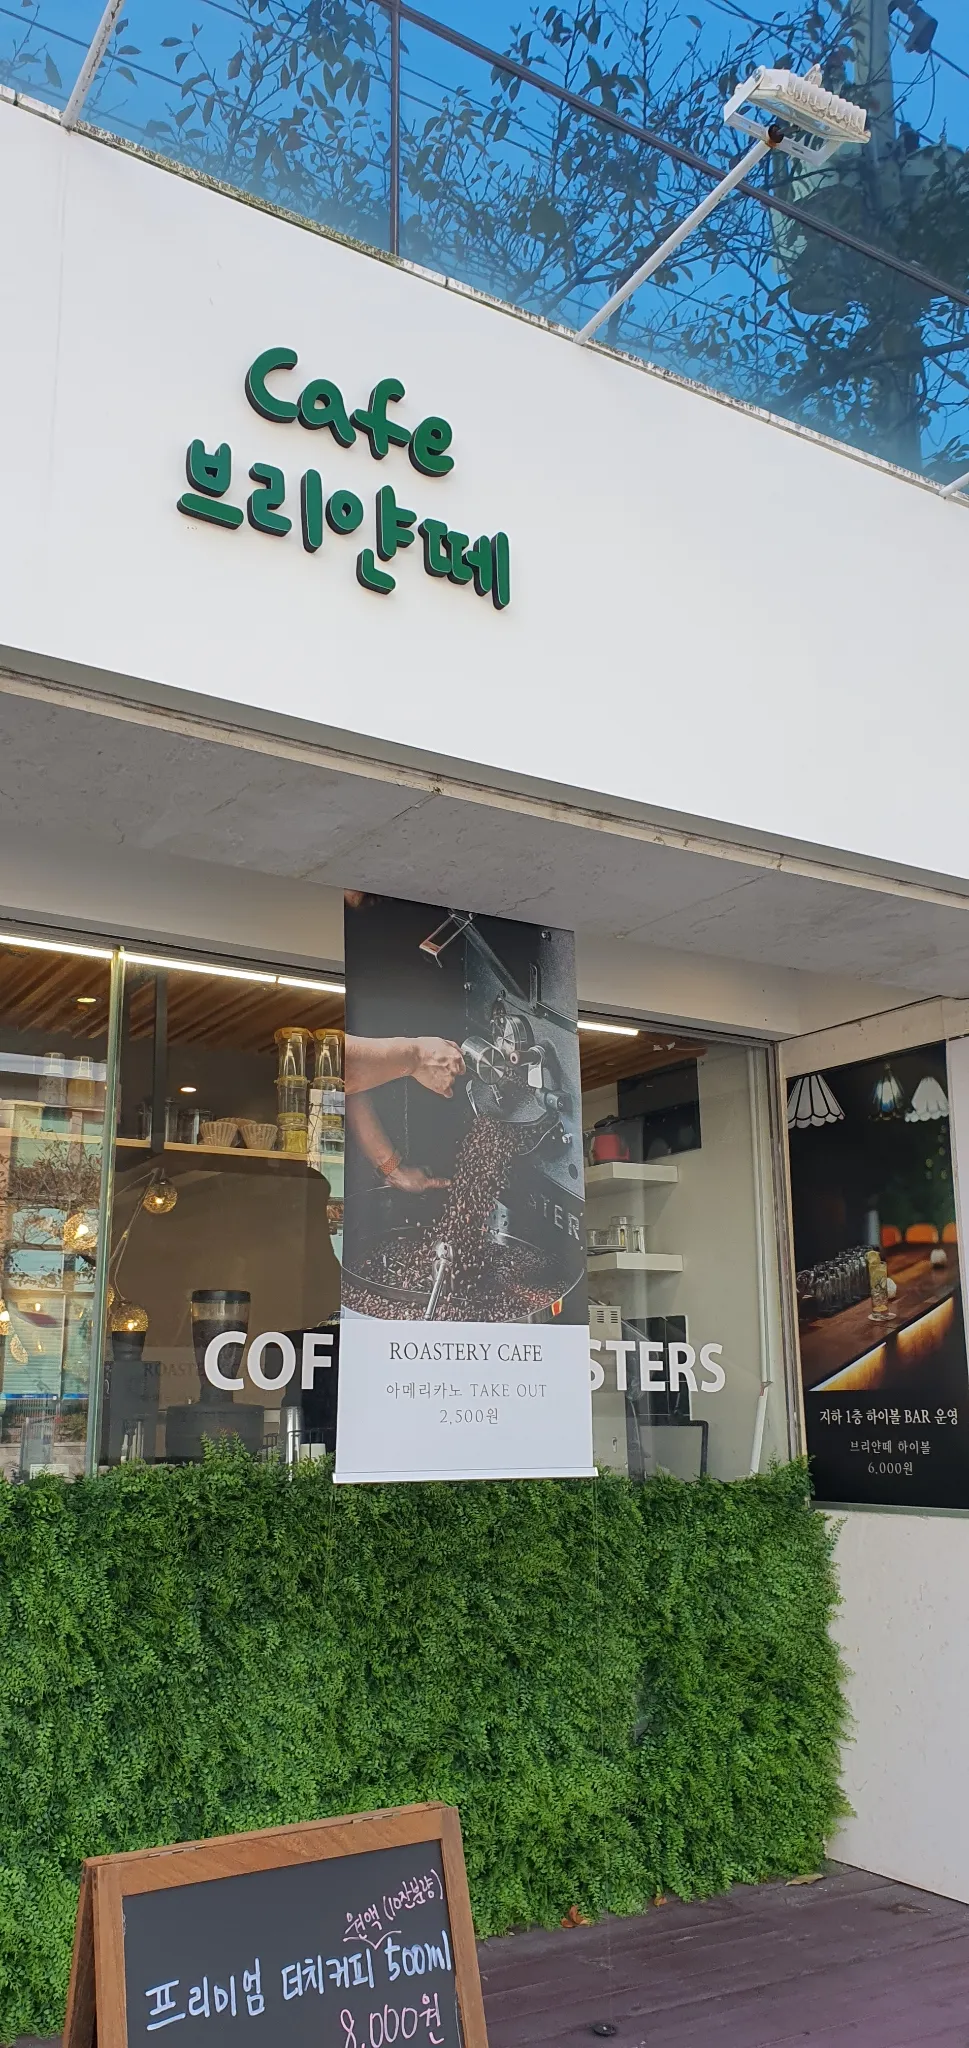 Cafe
브리얀떼
COF
STERS
ROASTERY CAFE
아메리카노 TAKE OUT
2,500원
지하 1층 하이볼 BAR 운영
브리얀떼 하이볼
6,000원
원액 (10잔분량)
프리미엄 더치커피 500ml
8,000원